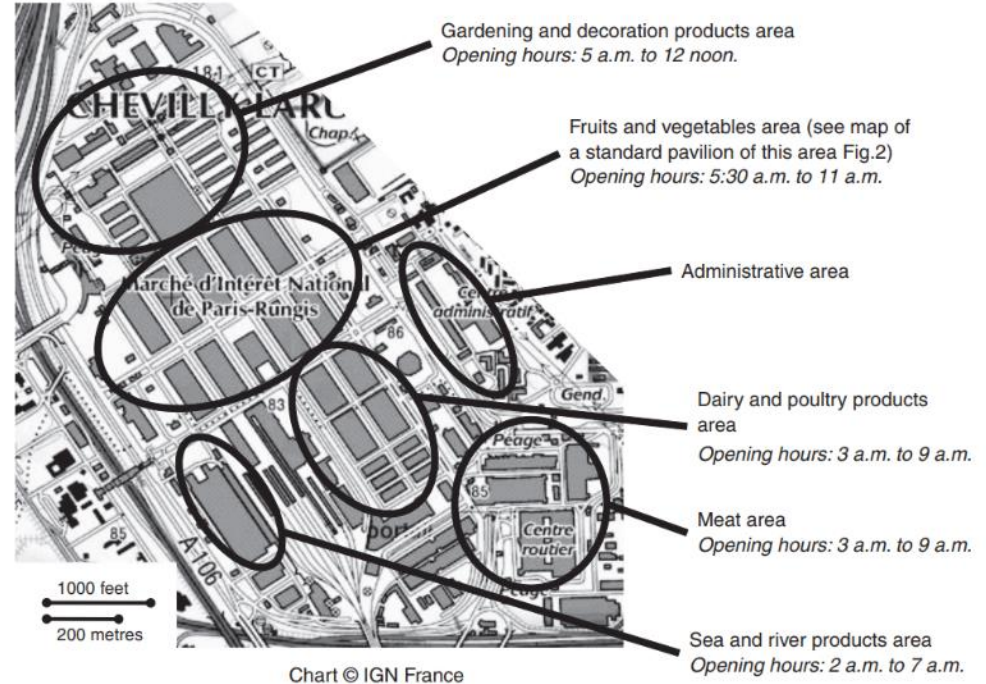 Gardening and decoration products area
Opening hours: 5 a.m. to 12 noon.
181
CT
CHEVILLY LARU
Chap.
Fruits and vegetables area (see map of
a standard pavilion of this area Fig.2)
Opening hours: 5:30 a.m. to 11 a.m.
Péage
Marché d'Intérêt National
de Paris-Rungis
Administrative area
Centre
administratif
86
Gend.
83
Dairy and poultry products
area
Opening hours: 3 a.m. to 9 a.m.
Péage
85
Meat area
Opening hours: 3 a.m. to 9 a.m.
Centre
routier
85
A106
Péage
1000 feet
200 metres
Sea and river products area
Opening hours: 2 a.m. to 7 a.m.
Chart © IGN France